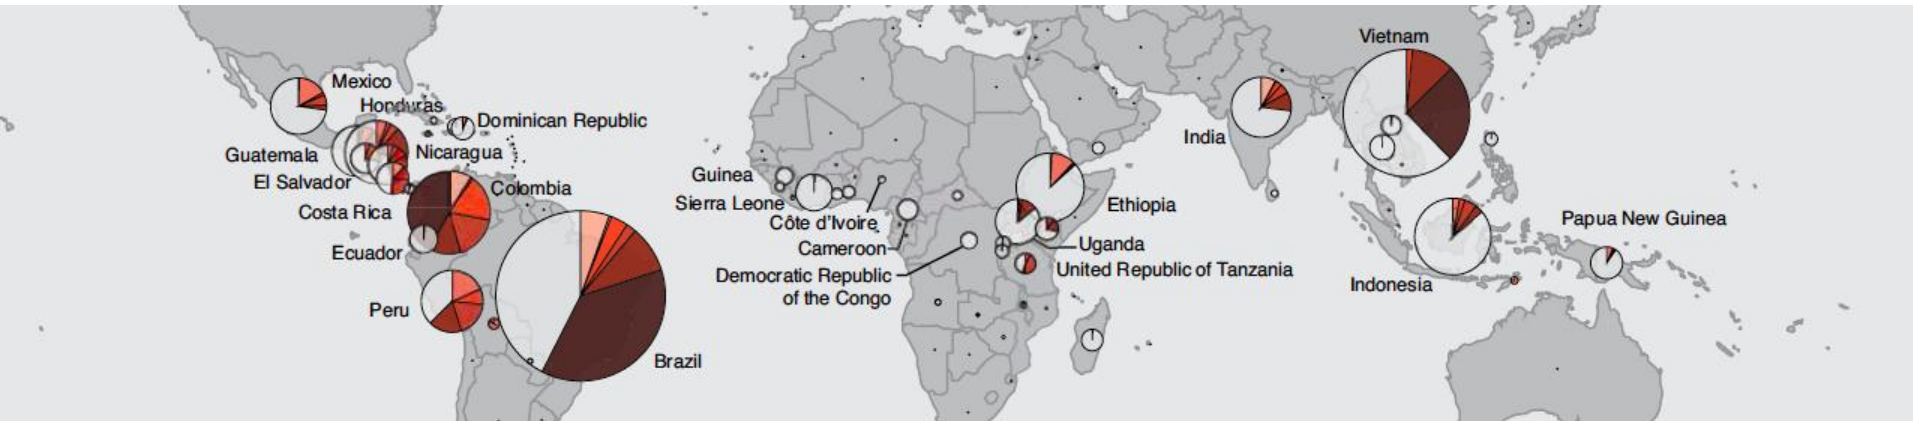 Mexico
Honduras
Dominican Republic
Guatemala
Nicaragua
El Salvador
Colombia
Costa Rica
Ecuador
Peru
Brazil
Guinea
Sierra Leone
Côte d'Ivoire
Cameroon
Democratic Republic
of the Congo
Ethiopia
Uganda
United Republic of Tanzania
India
Vietnam
Indonesia
Papua New Guinea